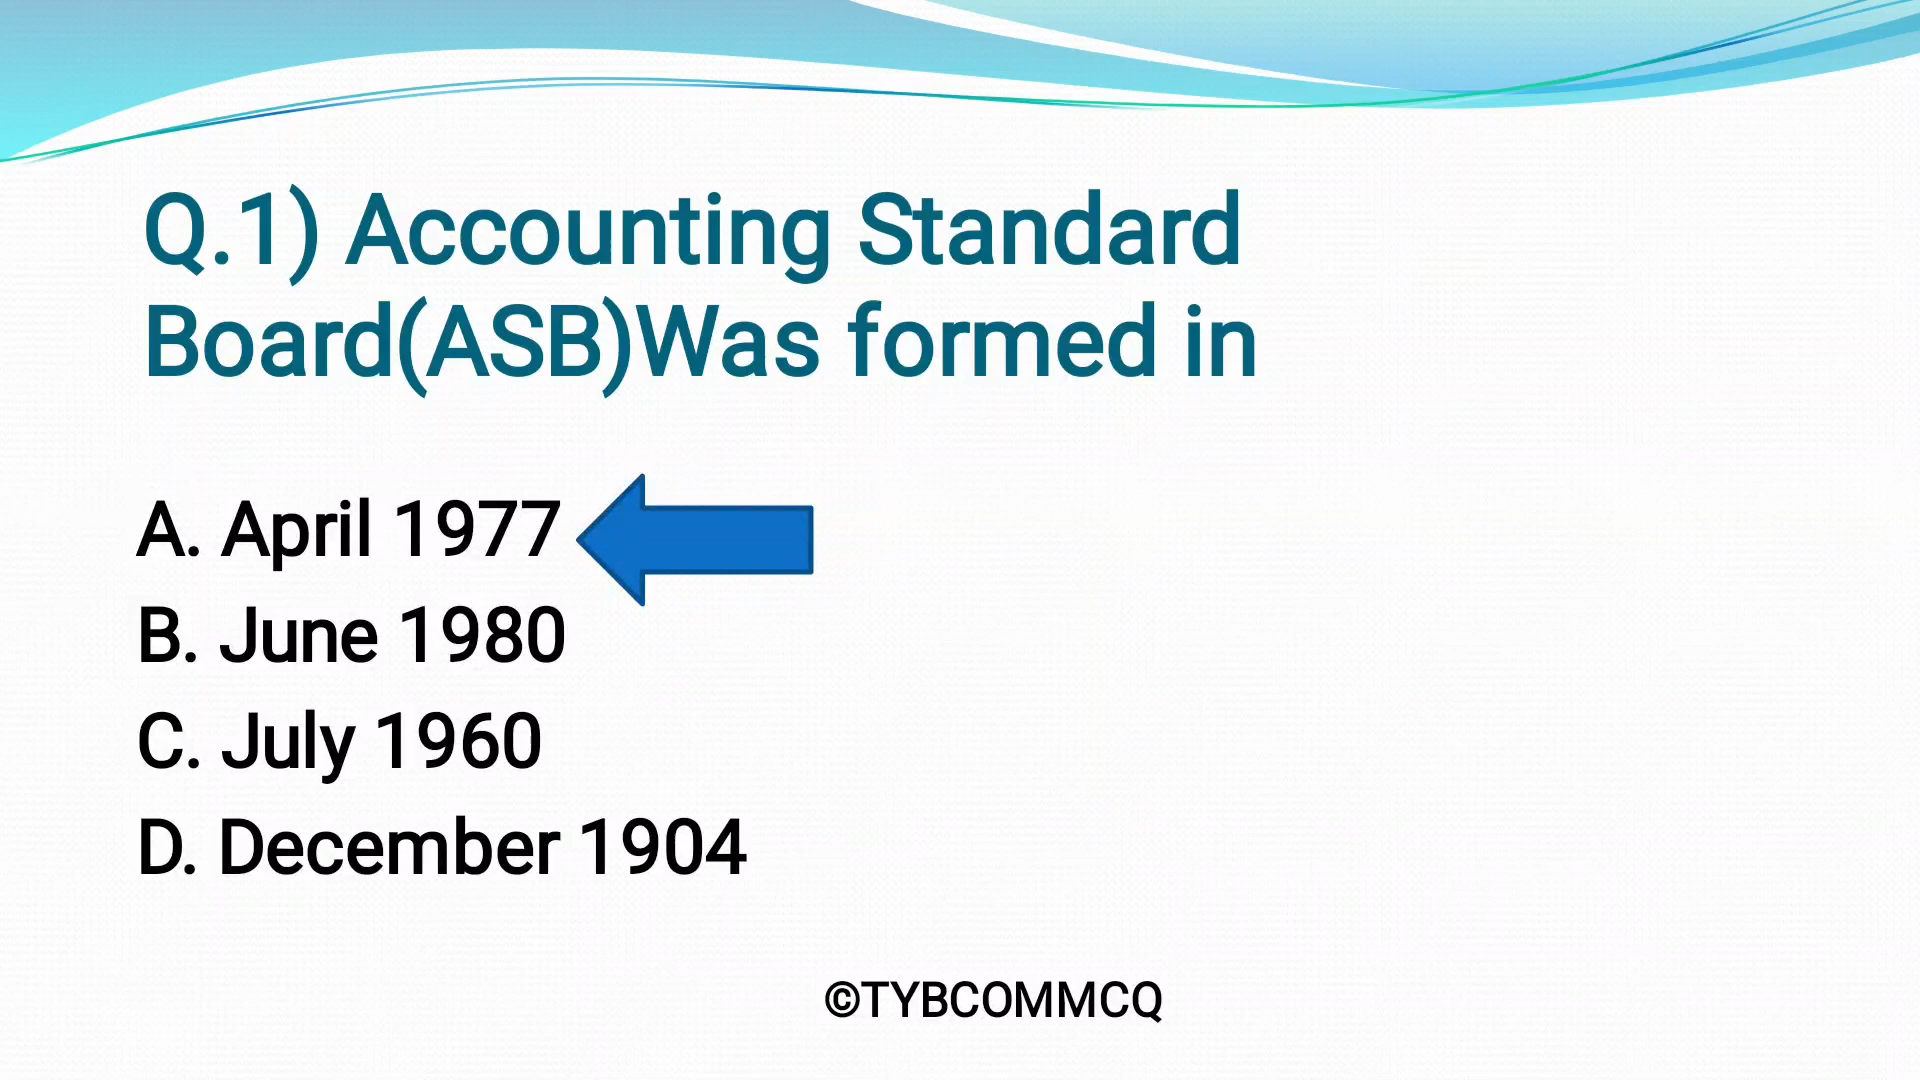 Q.1) Accounting Standard
Board(ASB)Was formed in
A. April 1977
B. June 1980
C. July 1960
D. December 1904
©TYBCOMMCQ